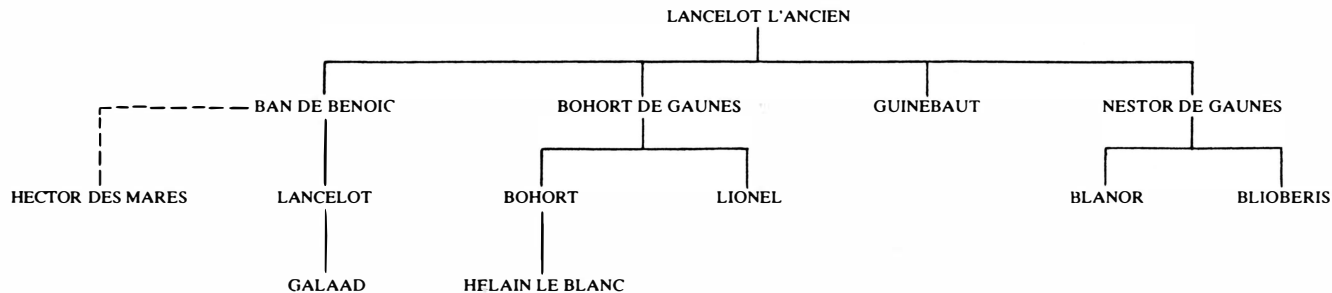 LANCELOT L'ANCIEN
BAN DE BENOIC BOHORT DE GAUNES GUINEBAUT NESTOR DE GAUNES
HECTOR DES MARES LANCELOT BOHORT LIONEL BLANOR BLIOBERIS
GALAAD HELAIN LE BLANC